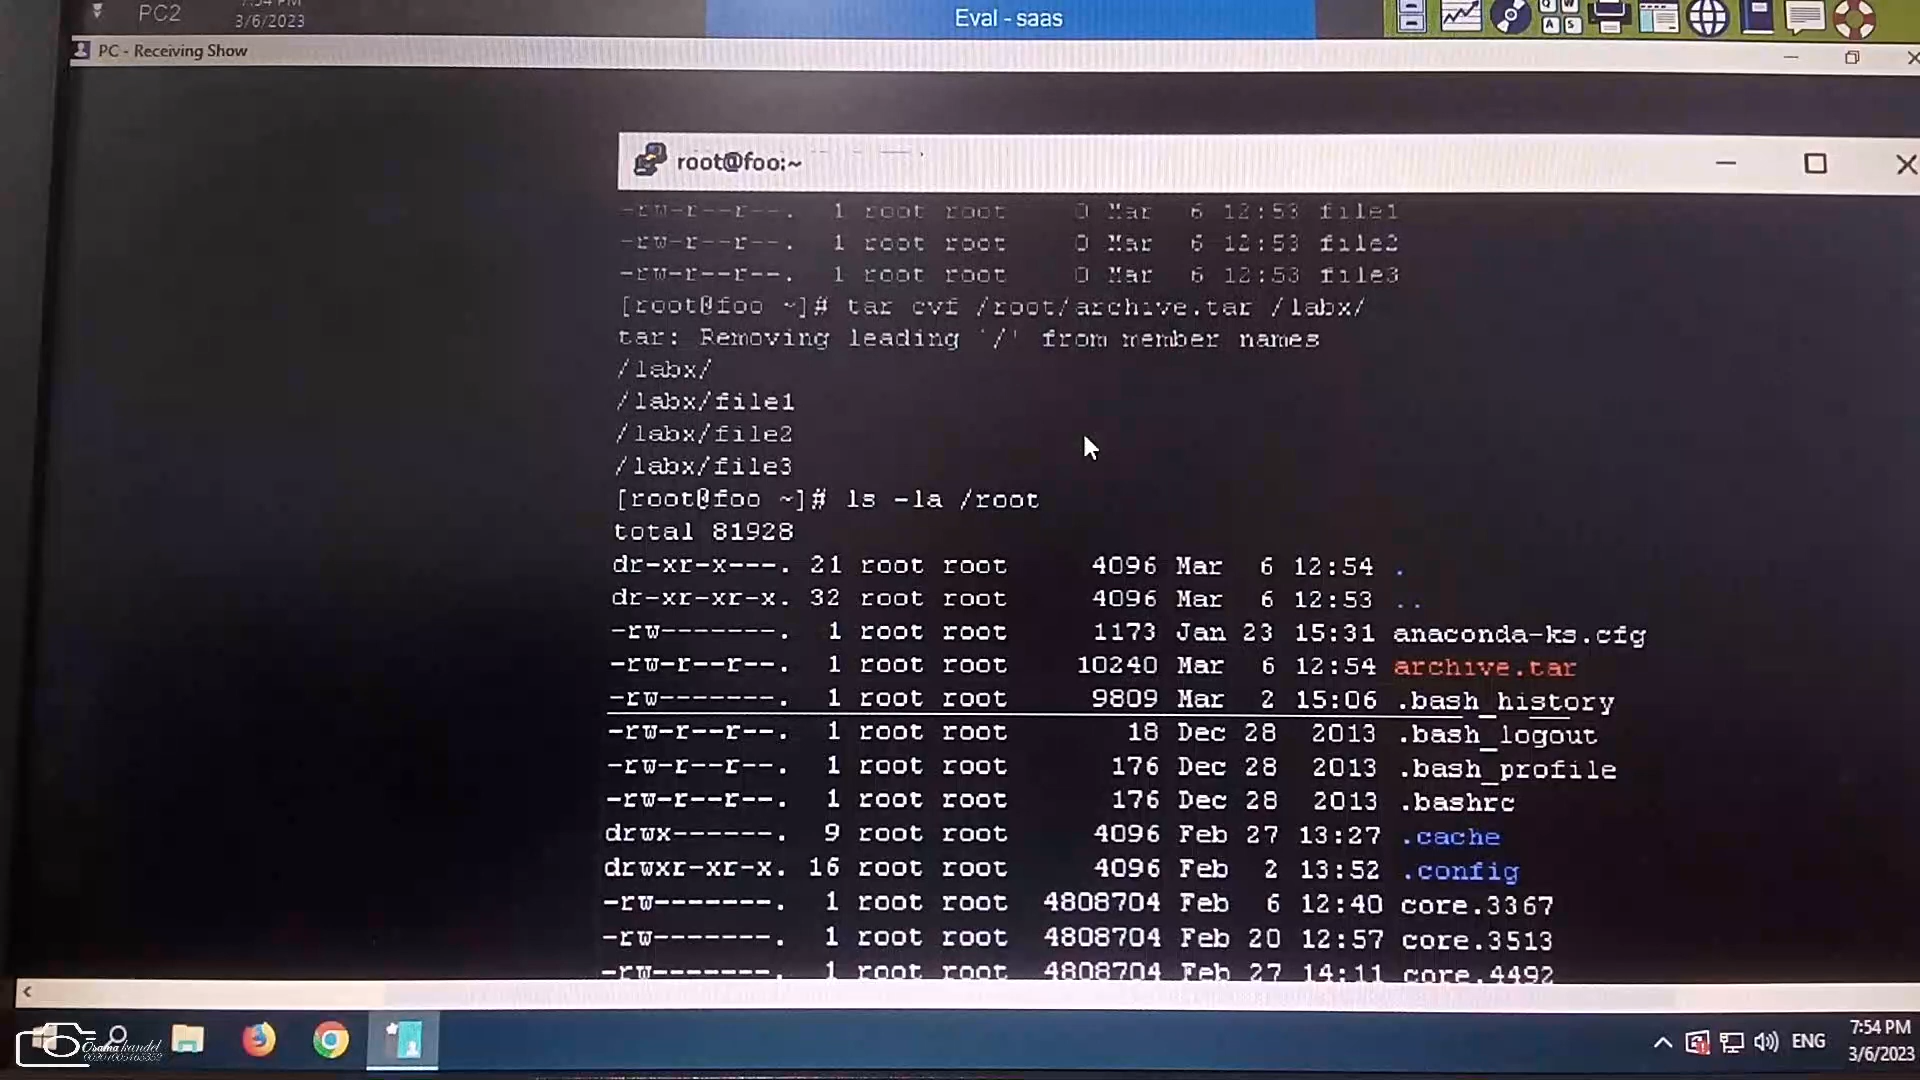 PC2
3/6/2023
Eval - saas
PC - Receiving Show
root@foo:~
-rw-r--r--. 1 root root 0 Mar 6 12:53 file1
-rw-r--r--. 1 root root 0 Mar 6 12:53 file2
-rw-r--r--. 1 root root 0 Mar 6 12:53 file3
[root@foo ~]# tar cvf /root/archive.tar /labx/
tar: Removing leading `/' from member names
/labx/
/labx/file1
/labx/file2
/labx/file3
[root@foo ~]# ls -la /root
total 81928
dr-xr-x---. 21 root root 4096 Mar 6 12:54 .
dr-xr-xr-x. 32 root root 4096 Mar 6 12:53 ..
-rw-------. 1 root root 1173 Jan 23 15:31 anaconda-ks.cfg
-rw-r--r--. 1 root root 10240 Mar 6 12:54 archive.tar
-rw-------. 1 root root 9809 Mar 2 15:06 .bash_history
-rw-r--r--. 1 root root 18 Dec 28 2013 .bash_logout
-rw-r--r--. 1 root root 176 Dec 28 2013 .bash_profile
-rw-r--r--. 1 root root 176 Dec 28 2013 .bashrc
drwx------. 9 root root 4096 Feb 27 13:27 .cache
drwxr-xr-x. 16 root root 4096 Feb 2 13:52 .config
-rw-------. 1 root root 4808704 Feb 6 12:40 core.3367
-rw-------. 1 root root 4808704 Feb 20 12:57 core.3513
-rw-------. 1 root root 4808704 Feb 27 14:11 core.4492
Osama kandel
ENG
7:54 PM
3/6/2023